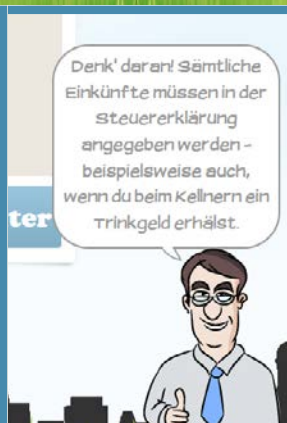 Denk' daran! Sämtliche
Einkünfte müssen in der
Steuererklärung
angegeben werden –
beispielsweise auch,
wenn du beim Kellnern ein
Trinkgeld erhälst.
ter